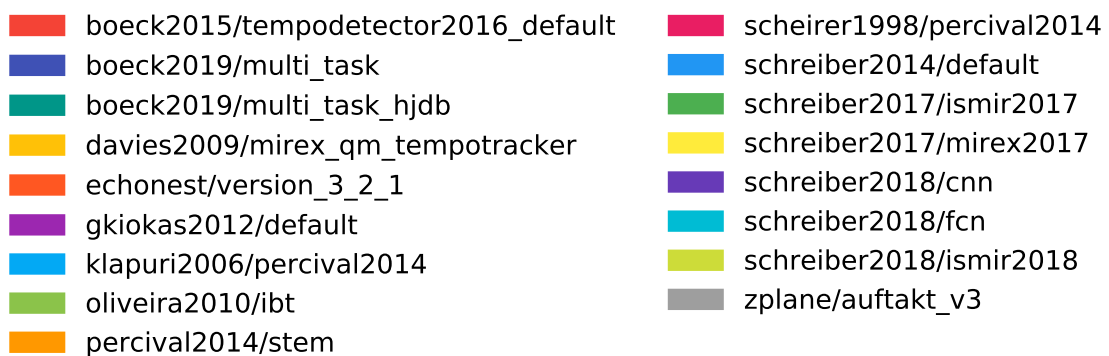 boeck2015/tempodetector2016_default
boeck2019/multi_task
boeck2019/multi_task_hjdb
davies2009/mirex_qm_tempotracker
echonest/version_3_2_1
gkiokas2012/default
klapuri2006/percival2014
oliveira2010/ibt
percival2014/stem
scheirer1998/percival2014
schreiber2014/default
schreiber2017/ismir2017
schreiber2017/mirex2017
schreiber2018/cnn
schreiber2018/fcn
schreiber2018/ismir2018
zplane/auftakt_v3